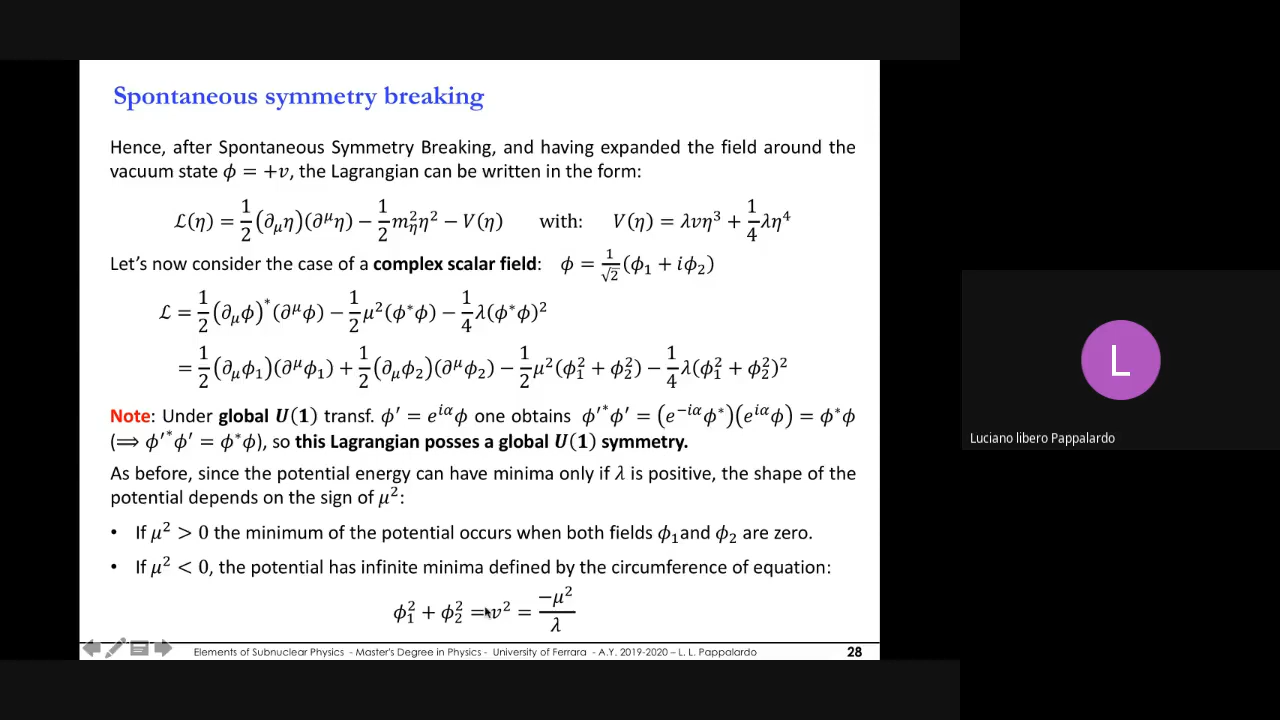 Spontaneous symmetry breaking
Hence, after Spontaneous Symmetry Breaking, and having expanded the field around the
vacuum state 𝜙 = +𝑣, the Lagrangian can be written in the form:
ℒ(𝜂) = 1/2 (∂_μ 𝜂)(∂^μ 𝜂) − 1/2 m_η^2 𝜂^2 − V(𝜂) with: V(𝜂) = λv𝜂^3 + 1/4 λ𝜂^4
Let’s now consider the case of a complex scalar field: 𝜙 = 1/√2 (𝜙_1 + i𝜙_2)
ℒ = 1/2 (∂_μ 𝜙)^* (∂^μ 𝜙) − 1/2 μ^2 (𝜙^*𝜙) − 1/4 λ(𝜙^*𝜙)^2
= 1/2 (∂_μ 𝜙_1)(∂^μ 𝜙_1) + 1/2 (∂_μ 𝜙_2)(∂^μ 𝜙_2) − 1/2 μ^2 (𝜙_1^2 + 𝜙_2^2) − 1/4 λ(𝜙_1^2 + 𝜙_2^2)^2
Note: Under global U(1) transf. 𝜙′ = e^{iα}𝜙 one obtains 𝜙′^*𝜙′ = (e^{−iα}𝜙^*)(e^{iα}𝜙) = 𝜙^*𝜙
(⟹ 𝜙′^*𝜙′ = 𝜙^*𝜙), so this Lagrangian posses a global U(1) symmetry.
As before, since the potential energy can have minima only if λ is positive, the shape of the
potential depends on the sign of μ^2:
• If μ^2 > 0 the minimum of the potential occurs when both fields 𝜙_1and 𝜙_2 are zero.
• If μ^2 < 0, the potential has infinite minima defined by the circumference of equation:
𝜙_1^2 + 𝜙_2^2 = v^2 = −μ^2/λ
Elements of Subnuclear Physics - Master's Degree in Physics - University of Ferrara - A.Y. 2019-2020 – L. L. Pappalardo 28
L
Luciano libero Pappalardo